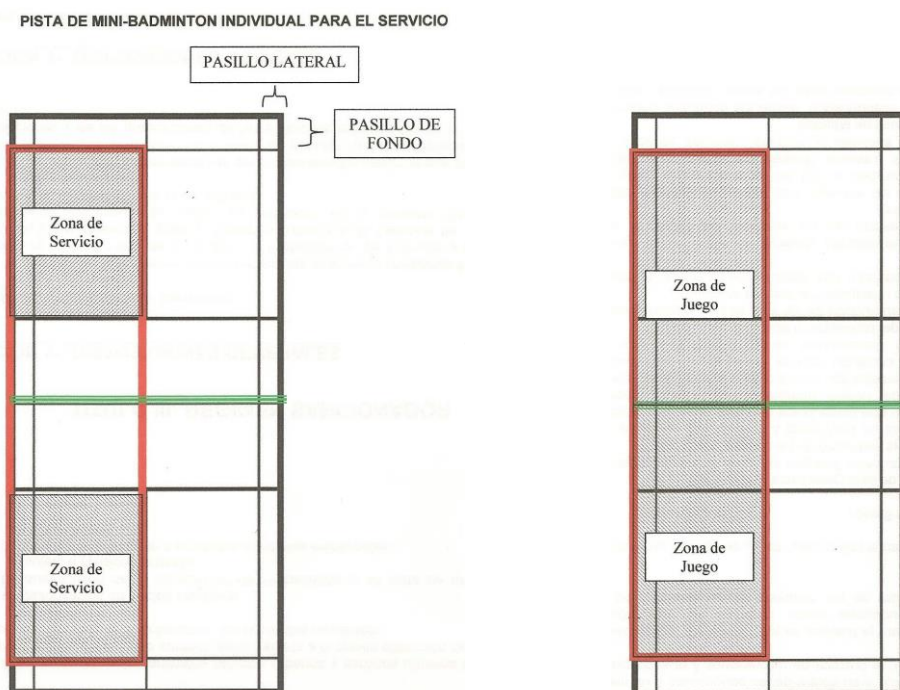 PISTA DE MINI-BADMINTON INDIVIDUAL PARA EL SERVICIO
PASILLO LATERAL
PASILLO DE
FONDO
Zona de
Servicio
Zona de
Servicio
Zona de
Juego
Zona de
Juego